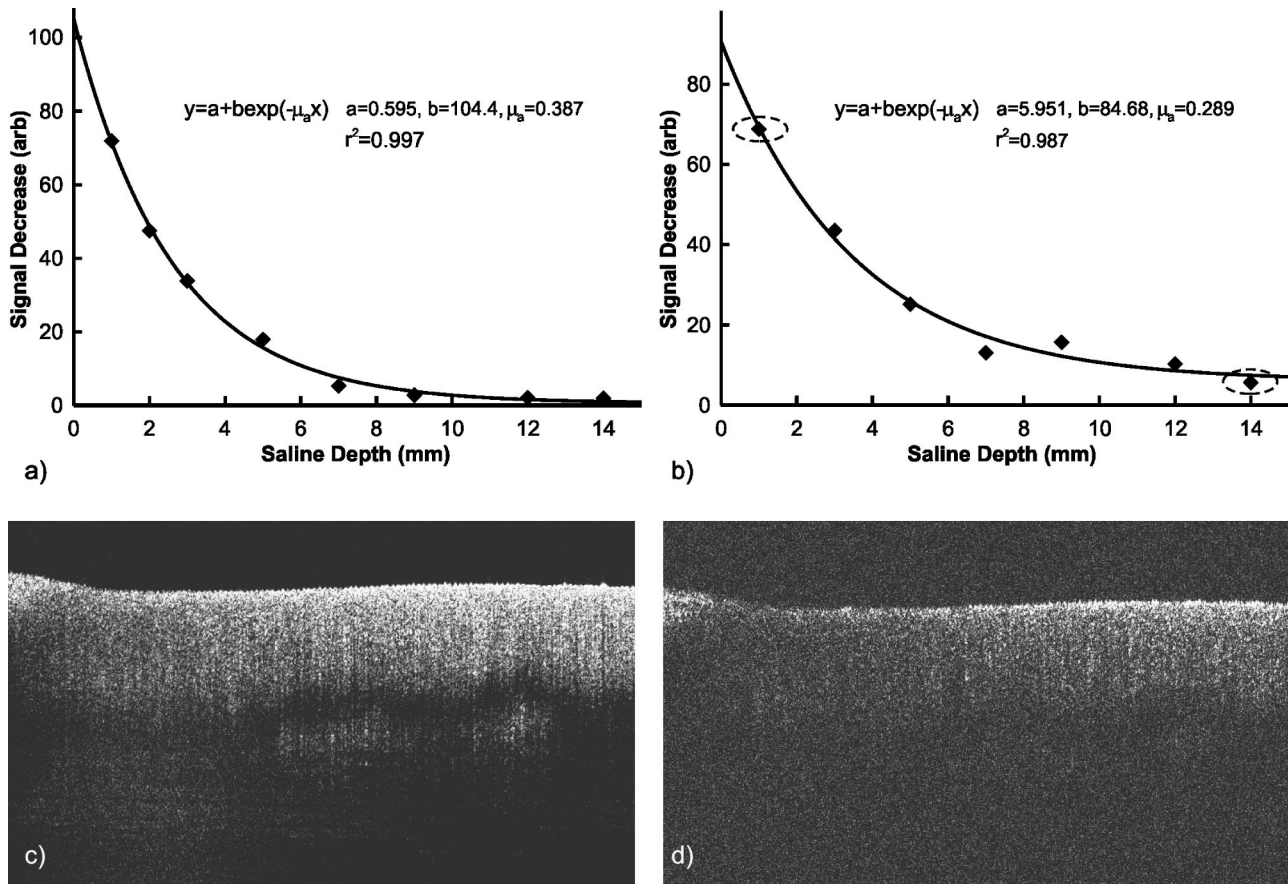 100
80
60
40
20
0
Signal Decrease (arb)
y=a+bexp(-μₐx) a=0.595, b=104.4, μₐ=0.387
r²=0.997
0 2 4 6 8 10 12 14
Saline Depth (mm)
a)
80
60
40
20
0
Signal Decrease (arb)
y=a+bexp(-μₐx) a=5.951, b=84.68, μₐ=0.289
r²=0.987
0 2 4 6 8 10 12 14
Saline Depth (mm)
b)
c)
d)